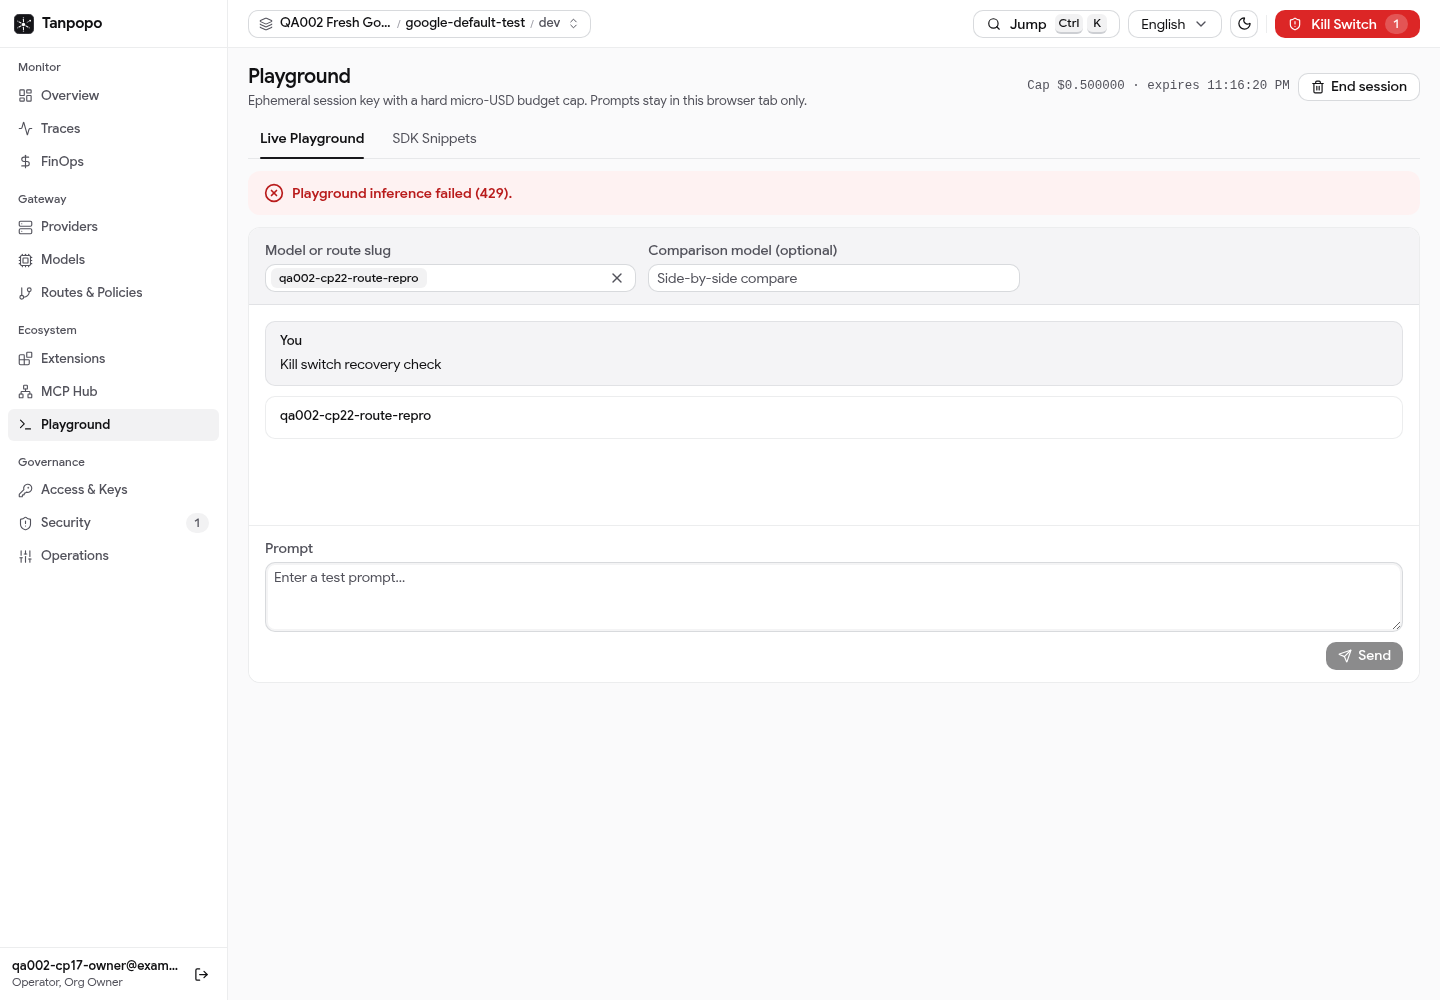 Tanpopo
QA002 Fresh Go... / google-default-test / dev
Jump Ctrl K
English
Kill Switch 1
Monitor
Overview
Traces
FinOps
Gateway
Providers
Models
Routes & Policies
Ecosystem
Extensions
MCP Hub
Playground
Governance
Access & Keys
Security 1
Operations
qa002-cp17-owner@exam...
Operator, Org Owner
Playground
Ephemeral session key with a hard micro-USD budget cap. Prompts stay in this browser tab only.
Cap $0.500000 · expires 11:16:20 PM
End session
Live Playground SDK Snippets
Playground inference failed (429).
Model or route slug
qa002-cp22-route-repro
Comparison model (optional)
Side-by-side compare
You
Kill switch recovery check
qa002-cp22-route-repro
Prompt
Enter a test prompt...
Send